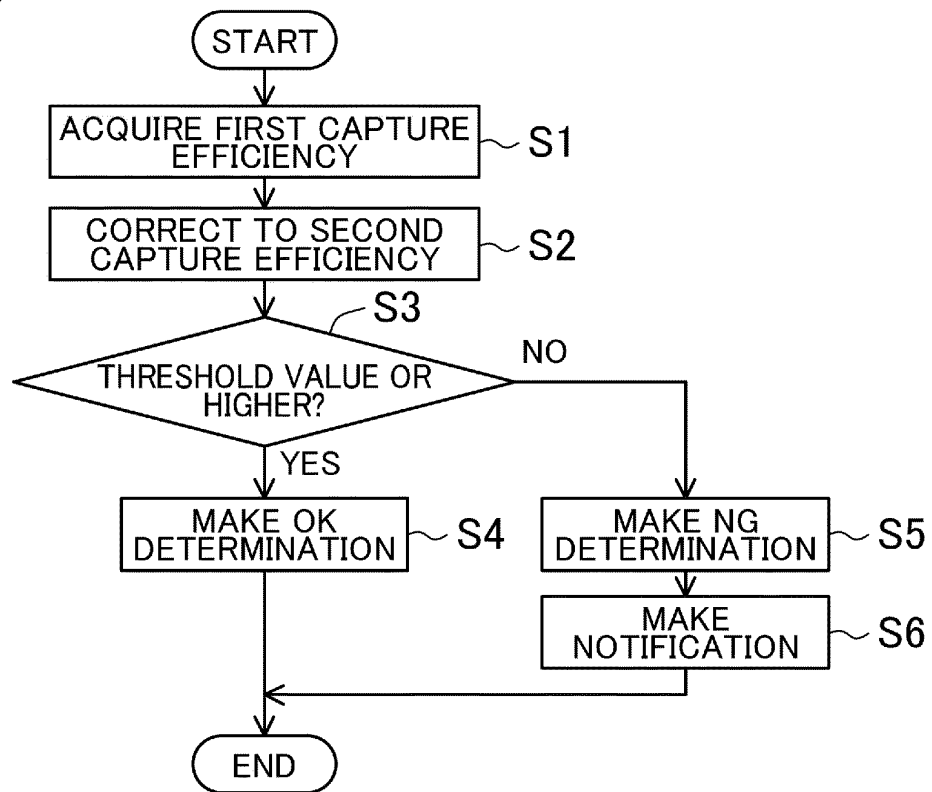 START
ACQUIRE FIRST CAPTURE
EFFICIENCY
S1
CORRECT TO SECOND
CAPTURE EFFICIENCY
S2
S3
THRESHOLD VALUE OR
HIGHER?
NO
YES
MAKE OK
DETERMINATION
S4
MAKE NG
DETERMINATION
S5
MAKE
NOTIFICATION
S6
END